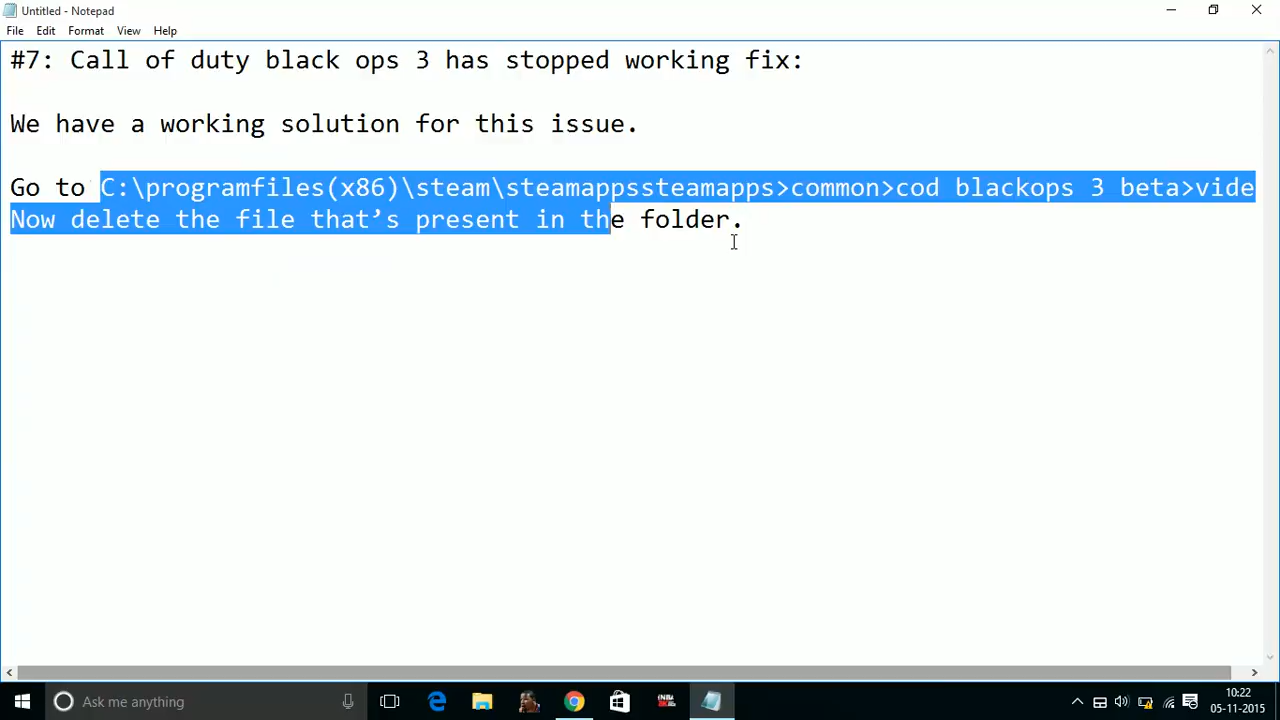 Untitled - Notepad
File Edit Format View Help
#7: Call of duty black ops 3 has stopped working fix:
We have a working solution for this issue.
Go to C:\programfiles(x86)\steam\steamappssteamapps>common>cod blackops 3 beta>vide
Now delete the file that’s present in the folder.
Ask me anything
10:22
05-11-2015